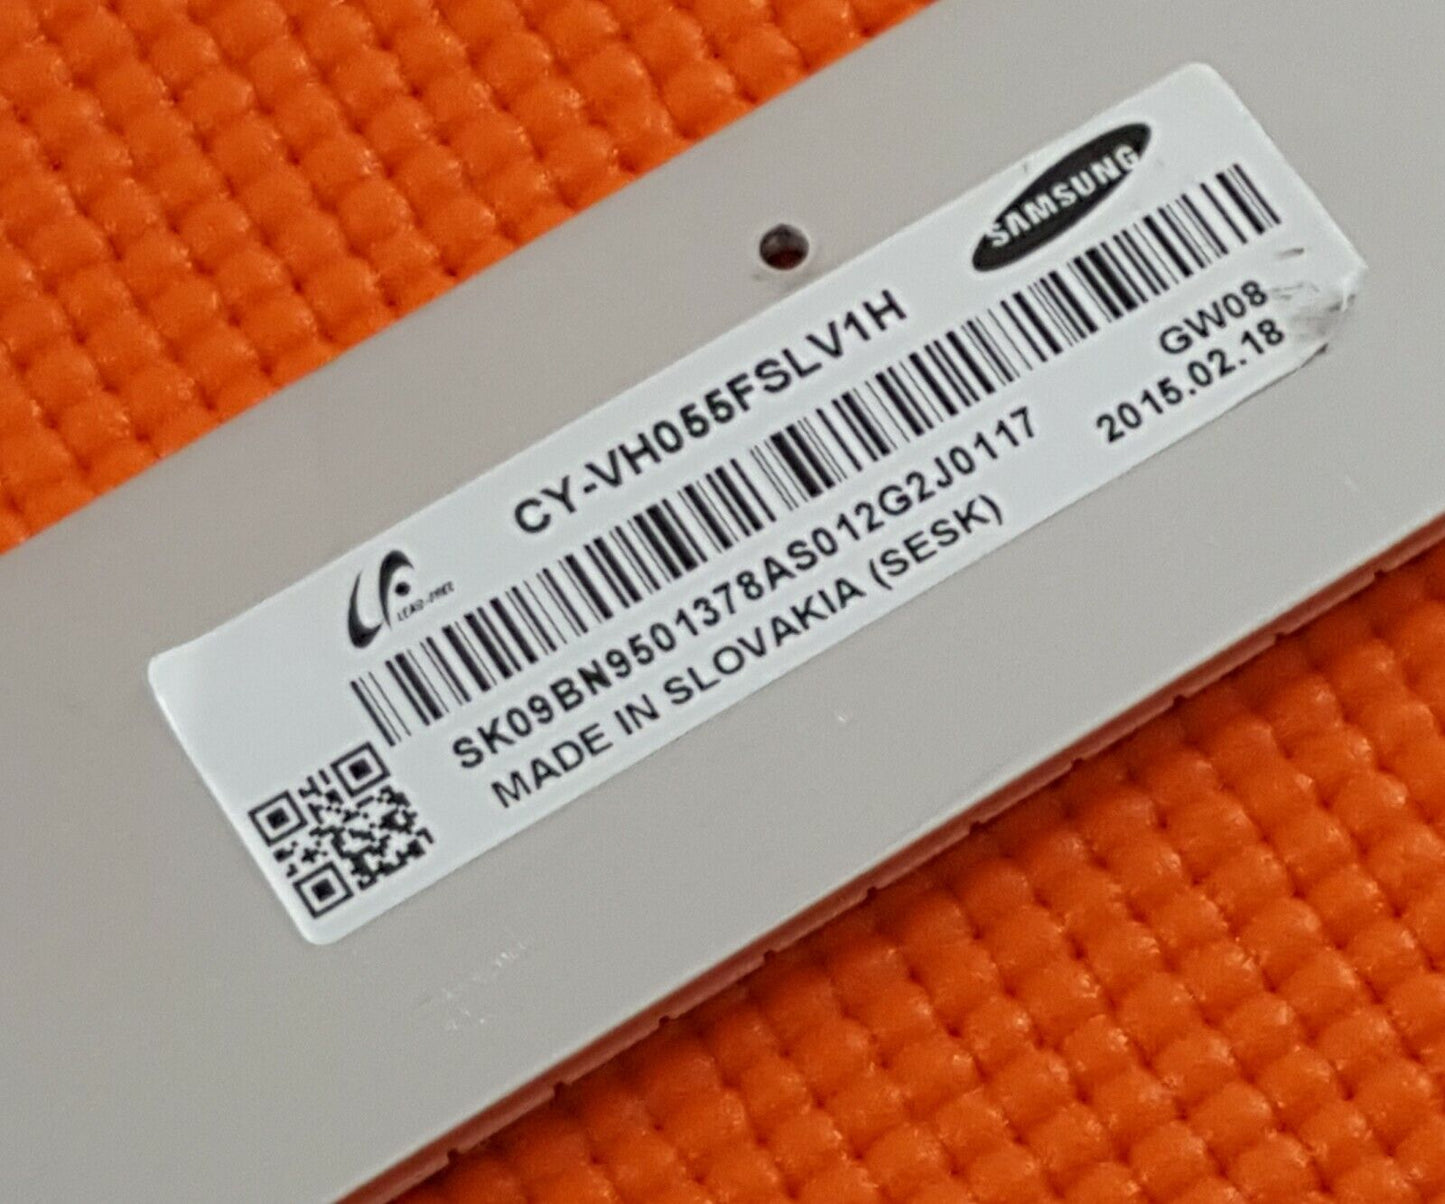 SAMSUNG
CY-VH055FSLV1H
LEAD-FREE
GW08
SK09BN9501378AS012G2J0117
2015.02.18
MADE IN SLOVAKIA (SESK)